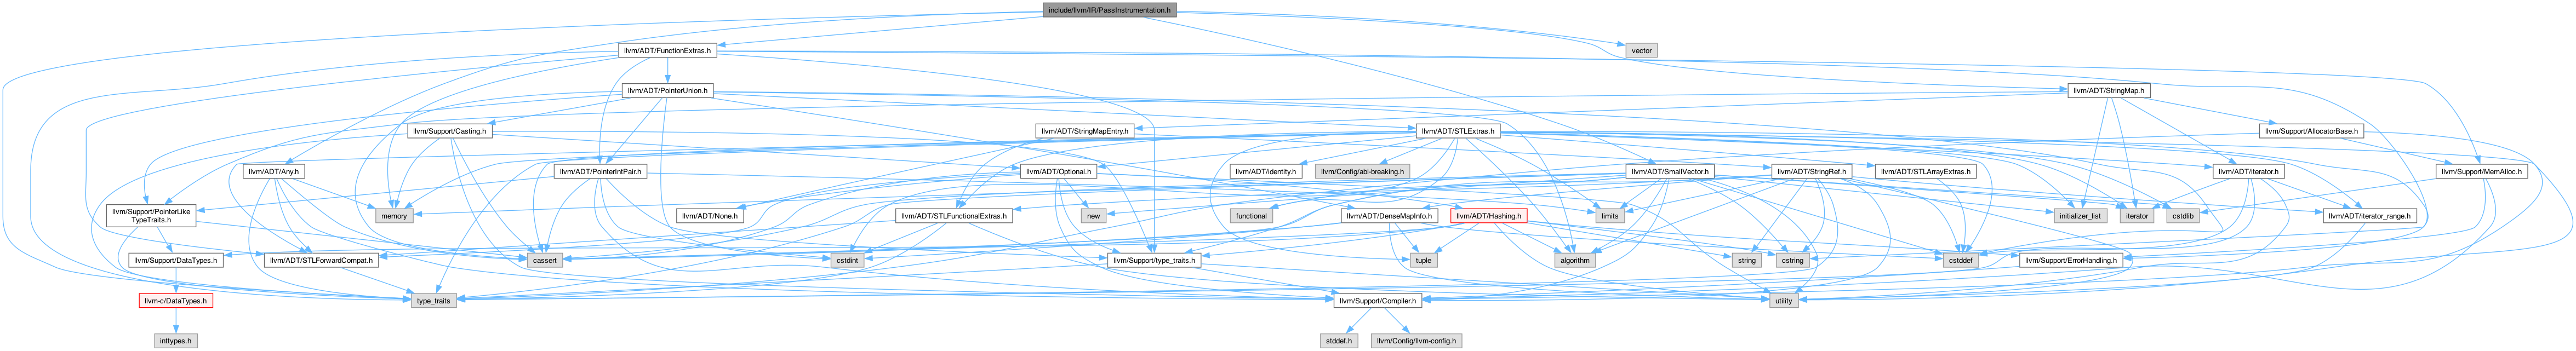 include/llvm/IR/PassInstrumentation.h
llvm/ADT/FunctionExtras.h
vector
llvm/ADT/PointerUnion.h
llvm/ADT/StringMap.h
llvm/Support/Casting.h
llvm/ADT/StringMapEntry.h
llvm/ADT/STLExtras.h
llvm/Support/AllocatorBase.h
llvm/ADT/Any.h
llvm/ADT/PointerIntPair.h
llvm/ADT/Optional.h
llvm/ADT/identity.h
llvm/Config/abi-breaking.h
llvm/ADT/SmallVector.h
llvm/ADT/StringRef.h
llvm/ADT/STLArrayExtras.h
llvm/ADT/iterator.h
llvm/Support/MemAlloc.h
llvm/Support/PointerLike
TypeTraits.h
memory
llvm/ADT/None.h
new
llvm/ADT/STLFunctionalExtras.h
functional
llvm/ADT/DenseMapInfo.h
llvm/ADT/Hashing.h
limits
initializer_list
iterator
cstdlib
llvm/ADT/iterator_range.h
llvm/Support/DataTypes.h
llvm/ADT/STLForwardCompat.h
cassert
cstdint
llvm/Support/type_traits.h
tuple
algorithm
string
cstring
cstddef
llvm/Support/ErrorHandling.h
llvm-c/DataTypes.h
type_traits
llvm/Support/Compiler.h
utility
inttypes.h
stddef.h
llvm/Config/llvm-config.h